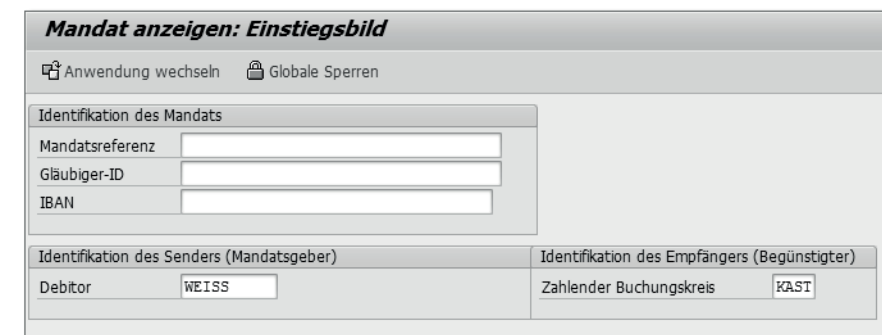 Mandat anzeigen: Einstiegsbild
Anwendung wechseln Globale Sperren
Identifikation des Mandats
Mandatsreferenz
Gläubiger-ID
IBAN
Identifikation des Senders (Mandatsgeber) Identifikation des Empfängers (Begünstigter)
Debitor WEISS Zahlender Buchungskreis KAST